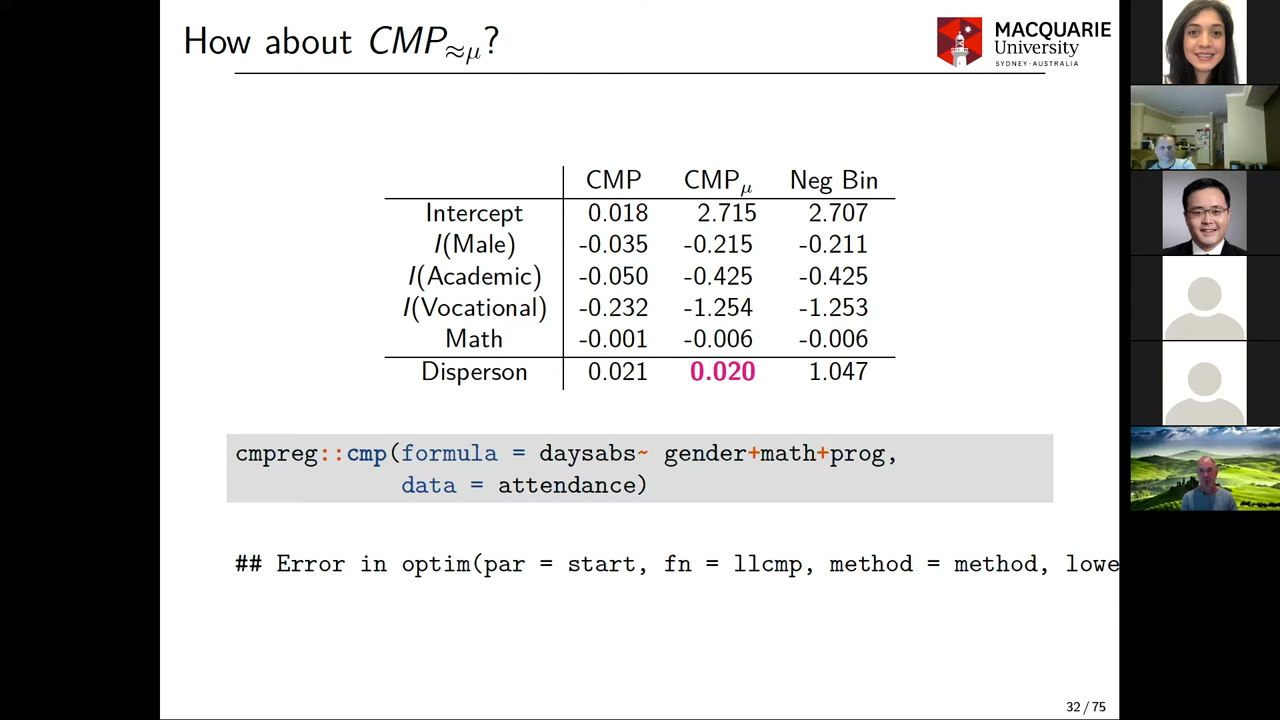 How about CMP≈μ?
MACQUARIE
University
SYDNEY·AUSTRALIA
CMP CMPμ Neg Bin
Intercept 0.018 2.715 2.707
I(Male) -0.035 -0.215 -0.211
I(Academic) -0.050 -0.425 -0.425
I(Vocational) -0.232 -1.254 -1.253
Math -0.001 -0.006 -0.006
Disperson 0.021 0.020 1.047
cmpreg::cmp(formula = daysabs~ gender+math+prog,
data = attendance)
## Error in optim(par = start, fn = llcmp, method = method, lowe
32 / 75